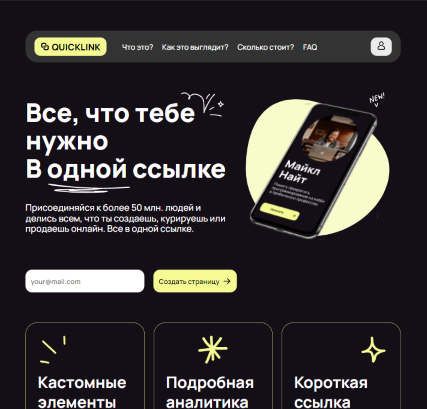 QUICKLINK
Что это? Как это выглядит? Сколько стоит? FAQ
Все, что тебе
нужно
В одной ссылке
Присоединяйся к более 50 млн. людей и
делись всем, что ты создаешь, курируешь или
продаешь онлайн. Все в одной ссылке.
your@mail.com
Создать страницу
NEW!
Майкл
Найт
Кастомные
элементы
Подробная
аналитика
Короткая
ссылка